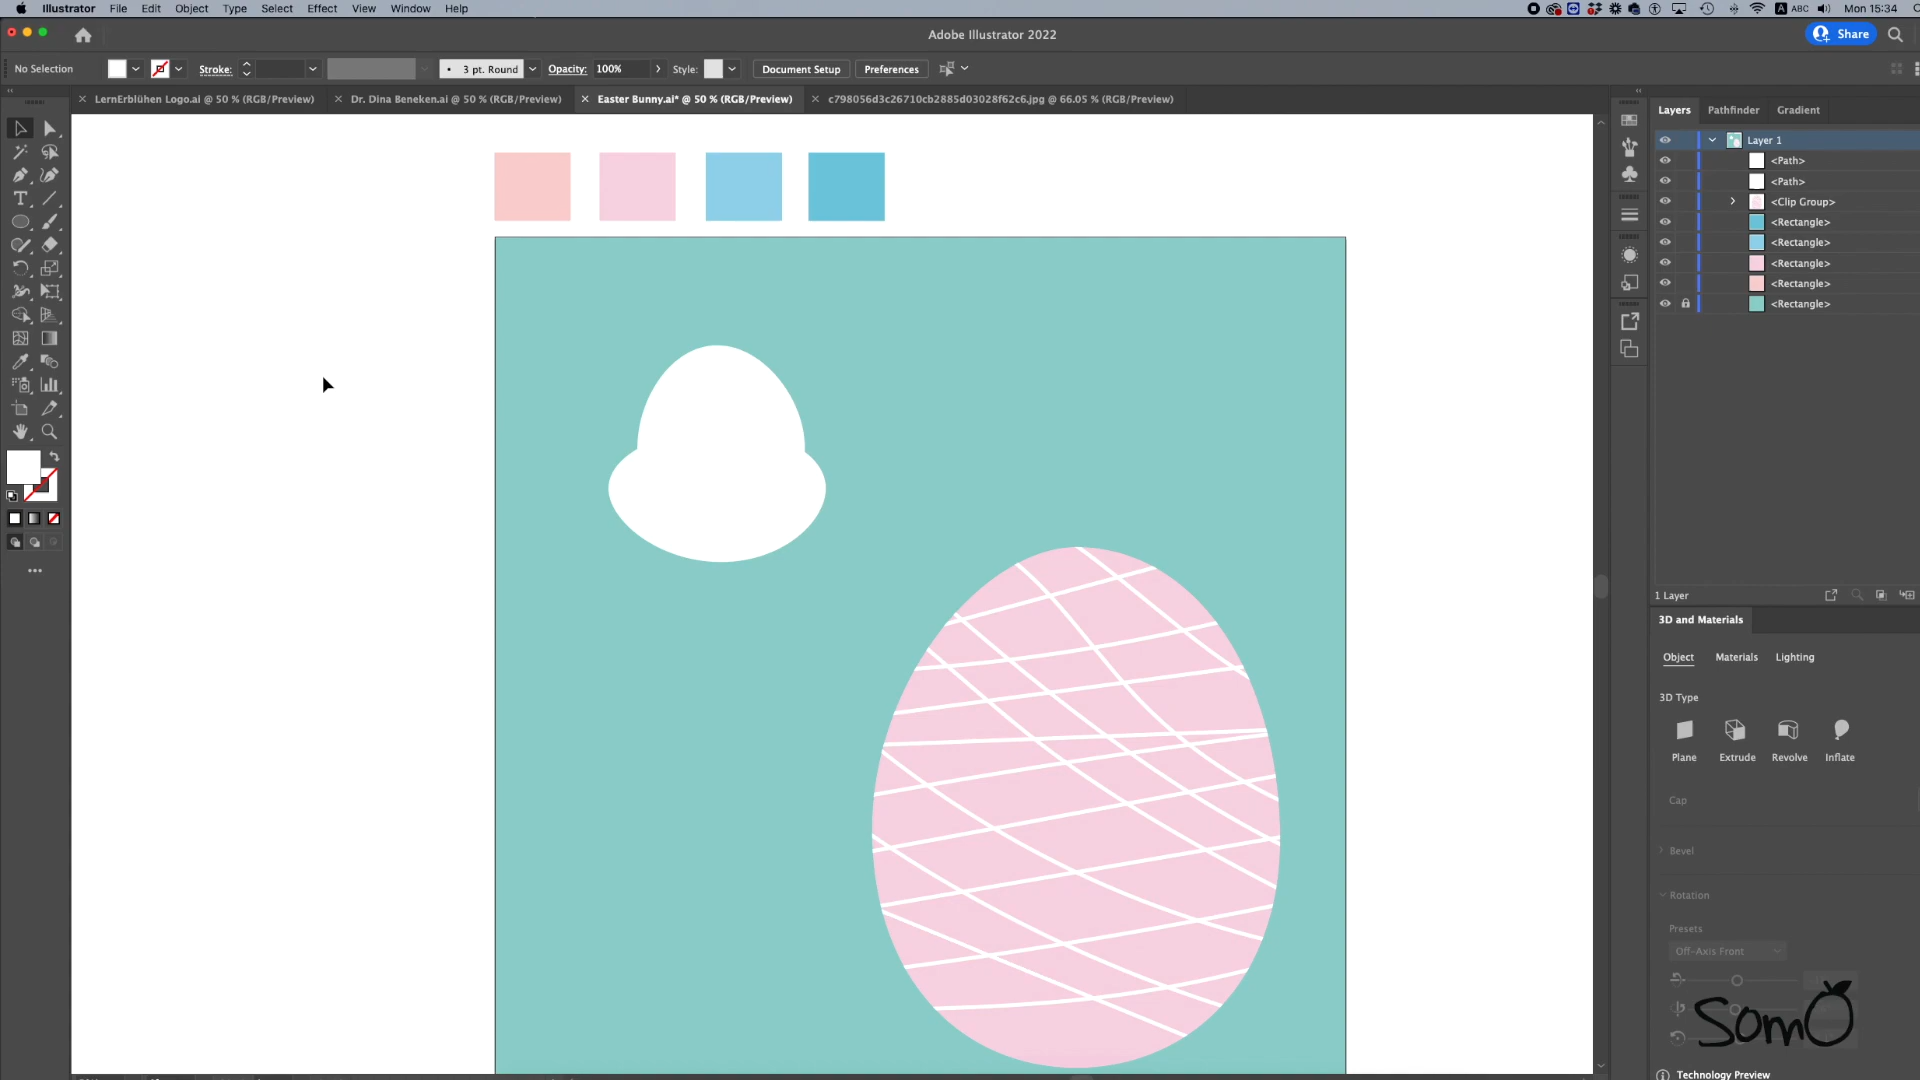 Illustrator File Edit Object Type Select Effect View Window Help
ABC Mon 15:34
Adobe Illustrator 2022
Share
No Selection Stroke: 3 pt. Round Opacity: 100% Style: Document Setup Preferences
LernErblühen Logo.ai @ 50 % (RGB/Preview) Dr. Dina Beneken.ai @ 50 % (RGB/Preview) Easter Bunny.ai* @ 50 % (RGB/Preview) c798056d3c26710cb2885d03028f62c6.jpg @ 66.05 % (RGB/Preview)
Layers Pathfinder Gradient
Layer 1
<Path>
<Path>
<Clip Group>
<Rectangle>
<Rectangle>
<Rectangle>
<Rectangle>
<Rectangle>
1 Layer
3D and Materials
Object Materials Lighting
3D Type
Plane Extrude Revolve Inflate
Cap
Bevel
Rotation
Presets
Off-Axis Front
SomO
Technology Preview